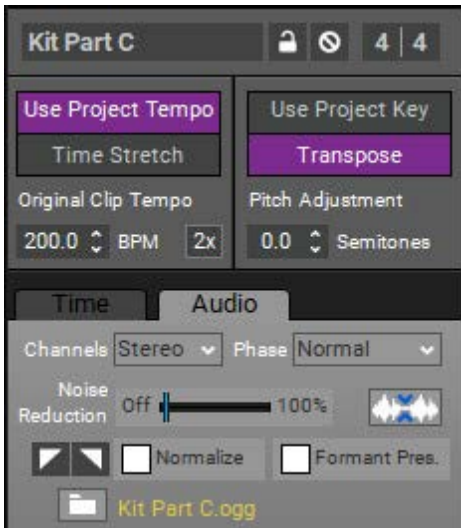 Kit Part C 4 4
Use Project Tempo Use Project Key
Time Stretch Transpose
Original Clip Tempo Pitch Adjustment
200.0 BPM 2x 0.0 Semitones
Time Audio
Channels Stereo Phase Normal
Noise Reduction Off 100%
Normalize Formant Pres.
Kit Part C.ogg